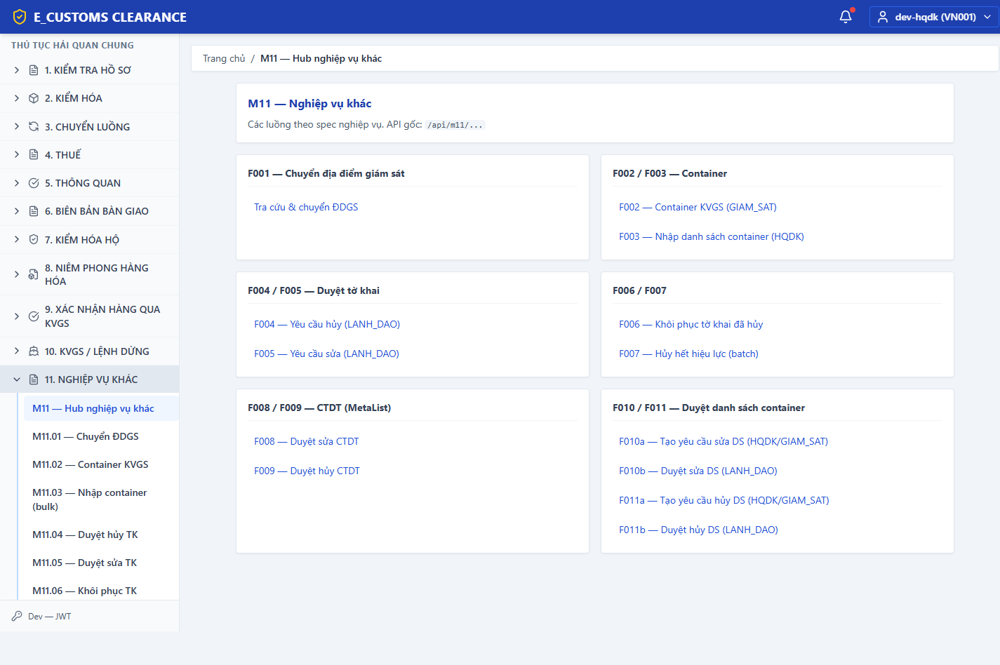 E_CUSTOMS CLEARANCE
dev-hqdk (VN001)
THỦ TỤC HẢI QUAN CHUNG
1. KIỂM TRA HỒ SƠ
2. KIỂM HÓA
3. CHUYỂN LUỒNG
4. THUẾ
5. THÔNG QUAN
6. BIÊN BẢN BÀN GIAO
7. KIỂM HÓA HỘ
8. NIÊM PHONG HÀNG
HÓA
9. XÁC NHẬN HÀNG QUA
KVGS
10. KVGS / LỆNH DỪNG
11. NGHIỆP VỤ KHÁC
M11 — Hub nghiệp vụ khác
M11.01 — Chuyển ĐDGS
M11.02 — Container KVGS
M11.03 — Nhập container
(bulk)
M11.04 — Duyệt hủy TK
M11.05 — Duyệt sửa TK
M11.06 — Khôi phục TK
Dev — JWT
Trang chủ / M11 — Hub nghiệp vụ khác
M11 — Nghiệp vụ khác
Các luồng theo spec nghiệp vụ. API gốc: /api/m11/...
F001 — Chuyển địa điểm giám sát
Tra cứu & chuyển ĐDGS
F002 / F003 — Container
F002 — Container KVGS (GIAM_SAT)
F003 — Nhập danh sách container (HQDK)
F004 / F005 — Duyệt tờ khai
F004 — Yêu cầu hủy (LANH_DAO)
F005 — Yêu cầu sửa (LANH_DAO)
F006 / F007
F006 — Khôi phục tờ khai đã hủy
F007 — Hủy hết hiệu lực (batch)
F008 / F009 — CTDT (MetaList)
F008 — Duyệt sửa CTDT
F009 — Duyệt hủy CTDT
F010 / F011 — Duyệt danh sách container
F010a — Tạo yêu cầu sửa DS (HQDK/GIAM_SAT)
F010b — Duyệt sửa DS (LANH_DAO)
F011a — Tạo yêu cầu hủy DS (HQDK/GIAM_SAT)
F011b — Duyệt hủy DS (LANH_DAO)